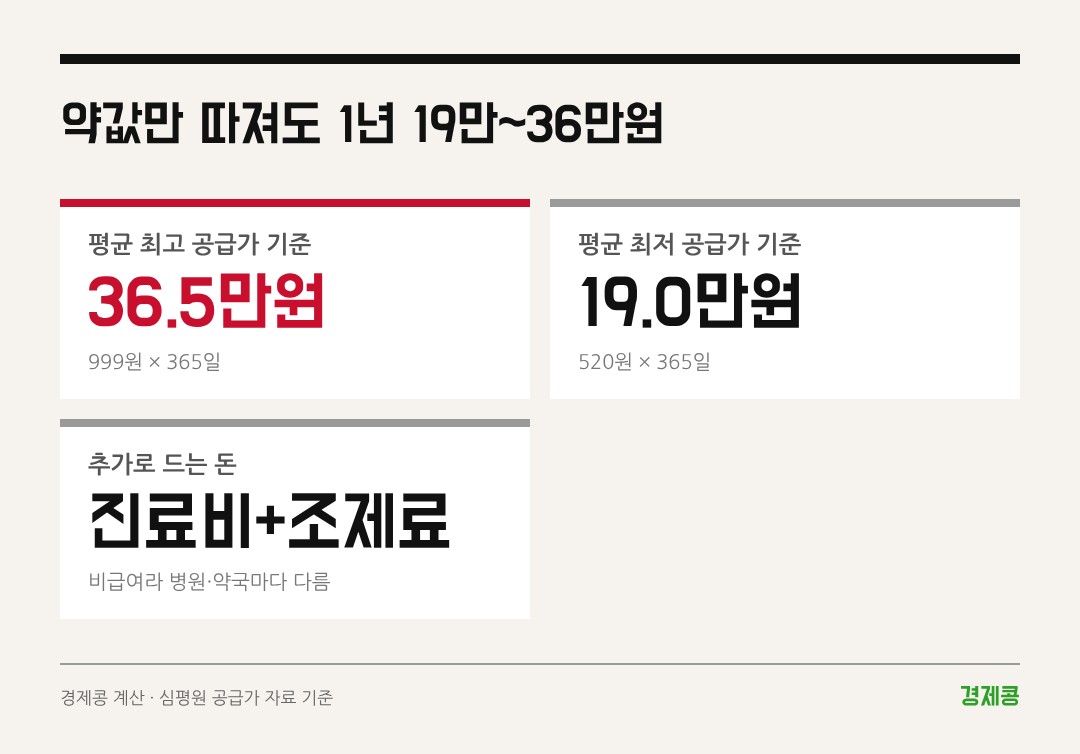 약값만 따져도 1년 19만~36만원
평균 최고 공급가 기준
36.5만원
999원 × 365일
평균 최저 공급가 기준
19.0만원
520원 × 365일
추가로 드는 돈
진료비+조제료
비급여라 병원·약국마다 다름
경제콩 계산 · 심평원 공급가 자료 기준
경제콩